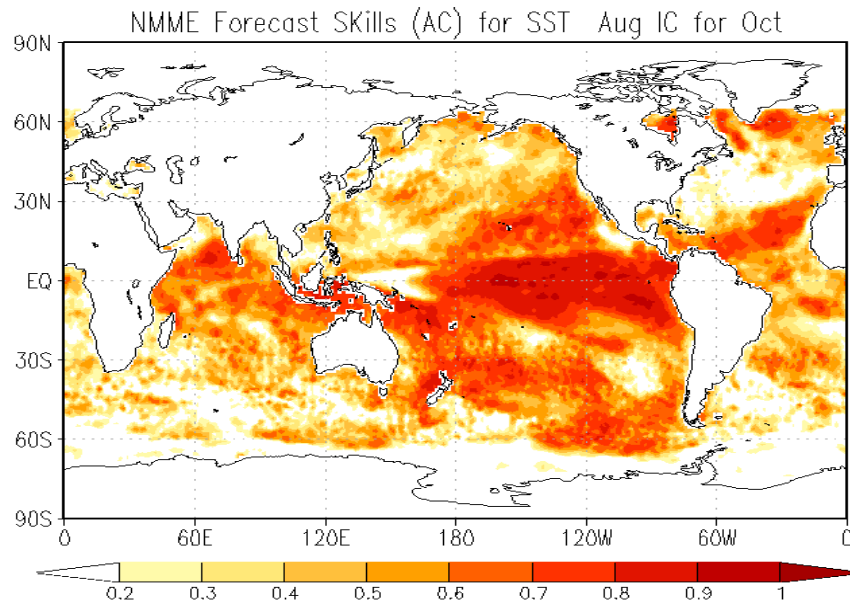 NMME Forecast SKills (AC) for SST  Aug IC for Oct
90N
60N
30N
EQ
30S
60S
90S
0 60E 120E 180 120W 60W 0
0.2 0.3 0.4 0.5 0.6 0.7 0.8 0.9 1